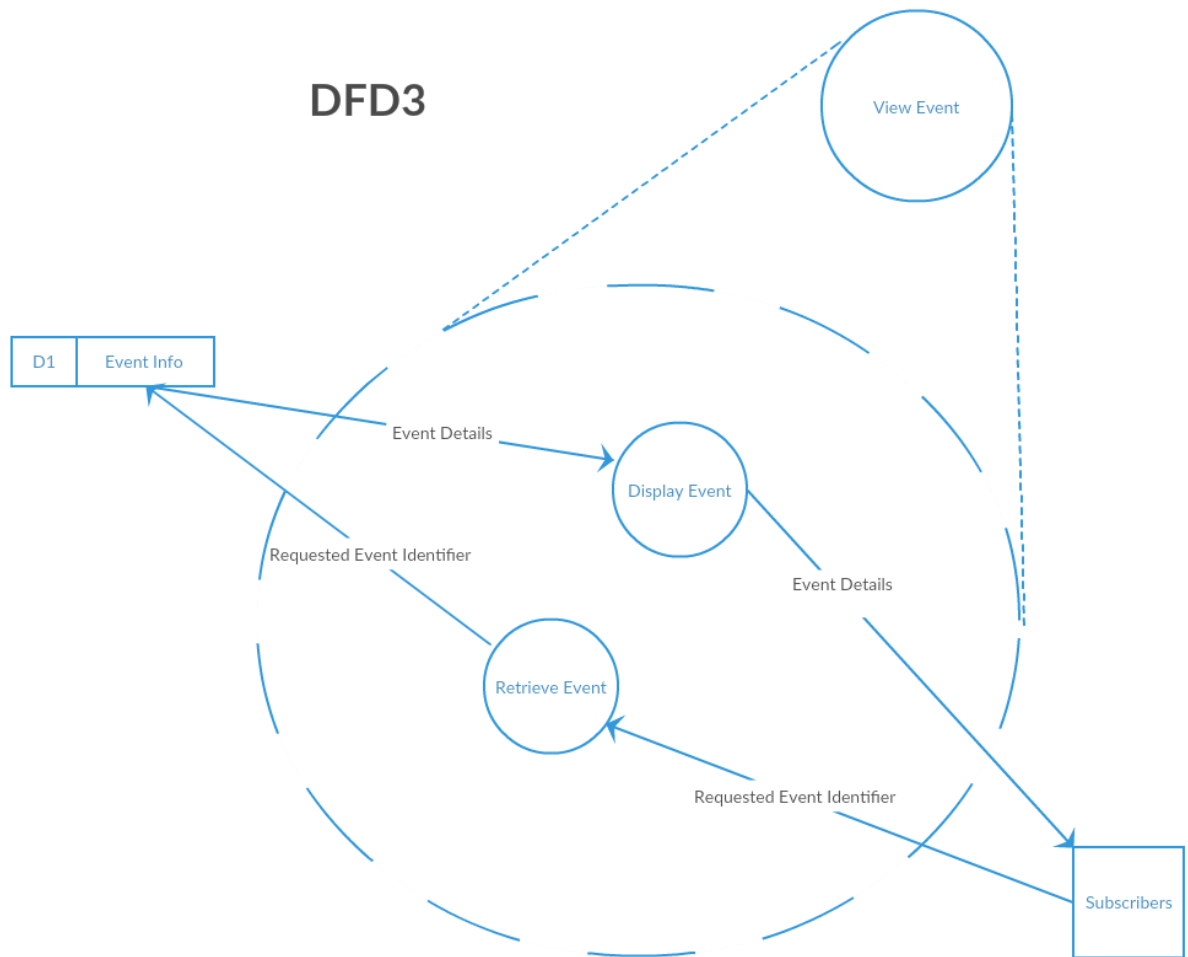 DFD3
View Event
D1
Event Info
Event Details
Display Event
Requested Event Identifier
Event Details
Retrieve Event
Requested Event Identifier
Subscribers